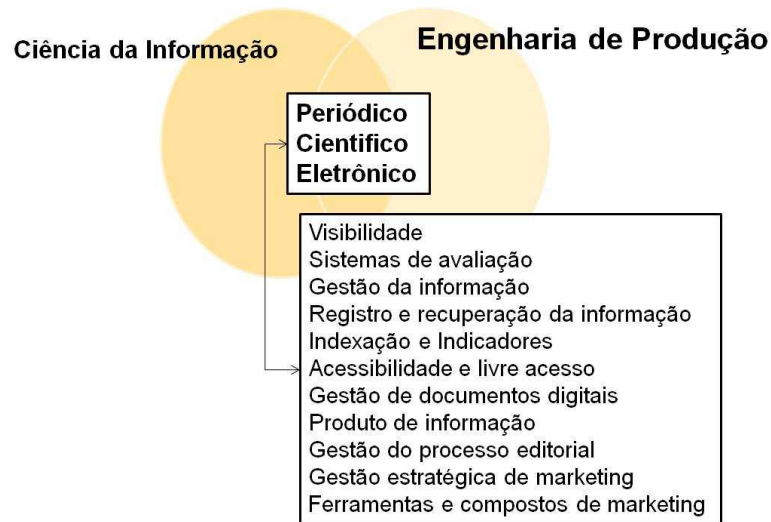 Ciência da Informação
Engenharia de Produção
Periódico
Cientifico
Eletrônico
Visibilidade
Sistemas de avaliação
Gestão da informação
Registro e recuperação da informação
Indexação e Indicadores
Acessibilidade e livre acesso
Gestão de documentos digitais
Produto de informação
Gestão do processo editorial
Gestão estratégica de marketing
Ferramentas e compostos de marketing